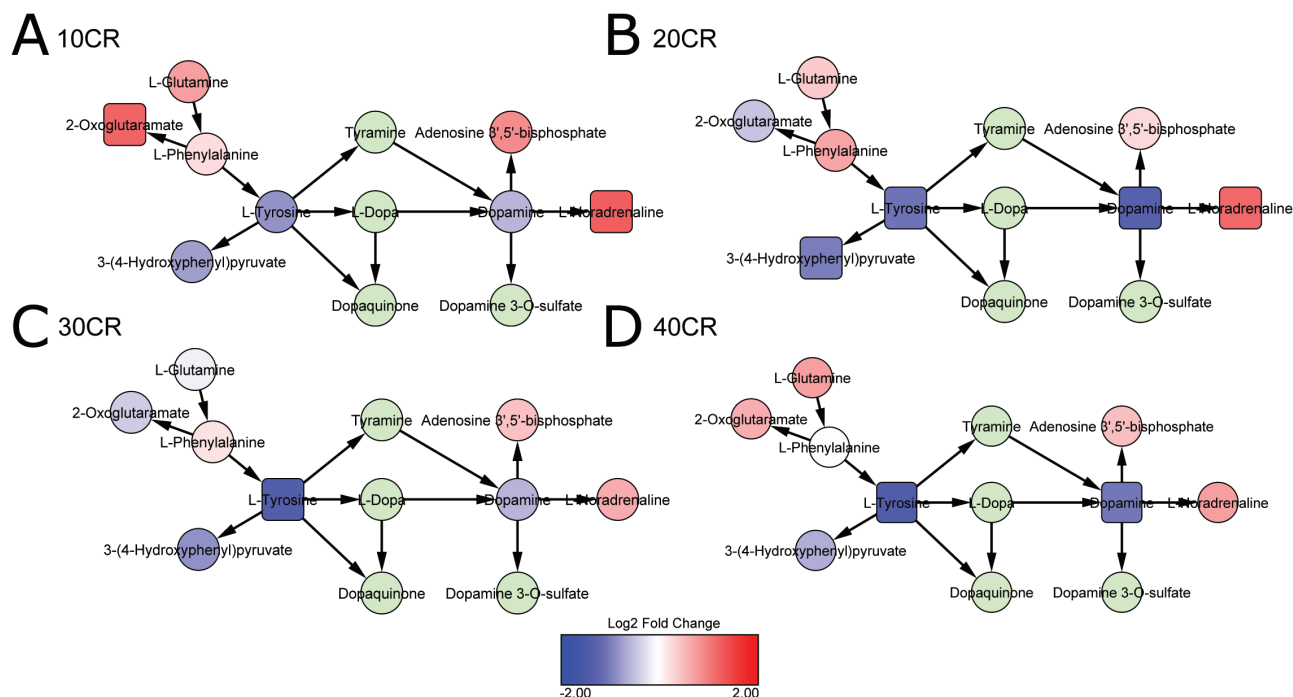 A 10CR
L-Glutamine
2-Oxoglutaramate
L-Phenylalanine
Tyramine
Adenosine 3',5'-bisphosphate
L-Tyrosine
L-Dopa
Dopamine
L-Noradrenaline
3-(4-Hydroxyphenyl)pyruvate
Dopaquinone
Dopamine 3-O-sulfate
B 20CR
L-Glutamine
2-Oxoglutaramate
L-Phenylalanine
Tyramine
Adenosine 3',5'-bisphosphate
L-Tyrosine
L-Dopa
Dopamine
L-Noradrenaline
3-(4-Hydroxyphenyl)pyruvate
Dopaquinone
Dopamine 3-O-sulfate
C 30CR
L-Glutamine
2-Oxoglutaramate
L-Phenylalanine
Tyramine
Adenosine 3',5'-bisphosphate
L-Tyrosine
L-Dopa
Dopamine
L-Noradrenaline
3-(4-Hydroxyphenyl)pyruvate
Dopaquinone
Dopamine 3-O-sulfate
D 40CR
L-Glutamine
2-Oxoglutaramate
L-Phenylalanine
Tyramine
Adenosine 3',5'-bisphosphate
L-Tyrosine
L-Dopa
Dopamine
L-Noradrenaline
3-(4-Hydroxyphenyl)pyruvate
Dopaquinone
Dopamine 3-O-sulfate
Log2 Fold Change
-2.00 2.00